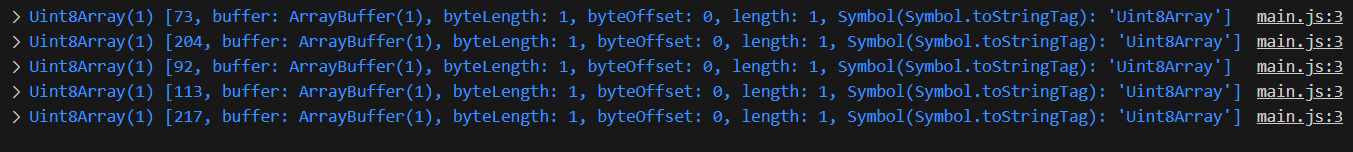 > Uint8Array(1) [73, buffer: ArrayBuffer(1), byteLength: 1, byteOffset: 0, length: 1, Symbol(Symbol.toStringTag): 'Uint8Array'] main.js:3
> Uint8Array(1) [204, buffer: ArrayBuffer(1), byteLength: 1, byteOffset: 0, length: 1, Symbol(Symbol.toStringTag): 'Uint8Array'] main.js:3
> Uint8Array(1) [92, buffer: ArrayBuffer(1), byteLength: 1, byteOffset: 0, length: 1, Symbol(Symbol.toStringTag): 'Uint8Array'] main.js:3
> Uint8Array(1) [113, buffer: ArrayBuffer(1), byteLength: 1, byteOffset: 0, length: 1, Symbol(Symbol.toStringTag): 'Uint8Array'] main.js:3
> Uint8Array(1) [217, buffer: ArrayBuffer(1), byteLength: 1, byteOffset: 0, length: 1, Symbol(Symbol.toStringTag): 'Uint8Array'] main.js:3